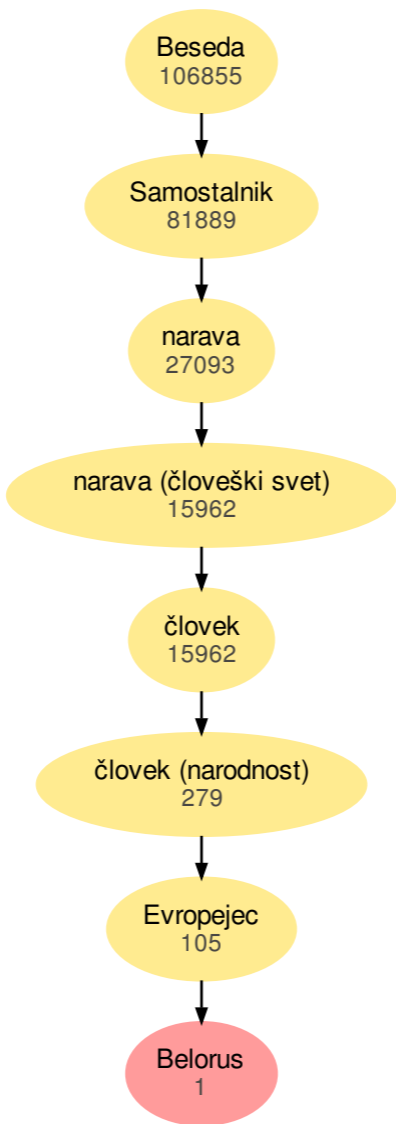 Beseda
106855
Samostalnik
81889
narava
27093
narava (človeški svet)
15962
človek
15962
človek (narodnost)
279
Evropejec
105
Belorus
1